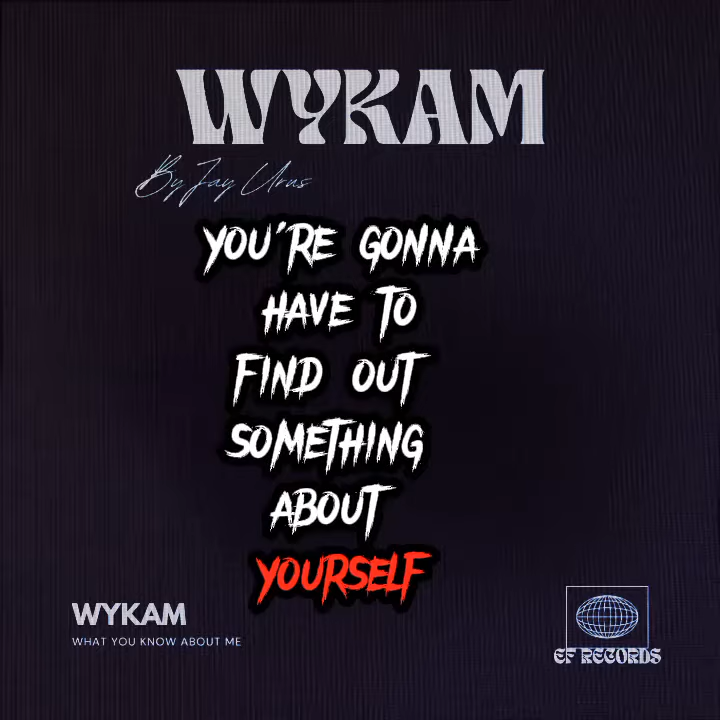 WYKAM
By Jay Urus
YOU'RE GONNA
HAVE TO
FIND OUT
SOMETHING
ABOUT
YOURSELF
WYKAM
WHAT YOU KNOW ABOUT ME
EF RECORDS